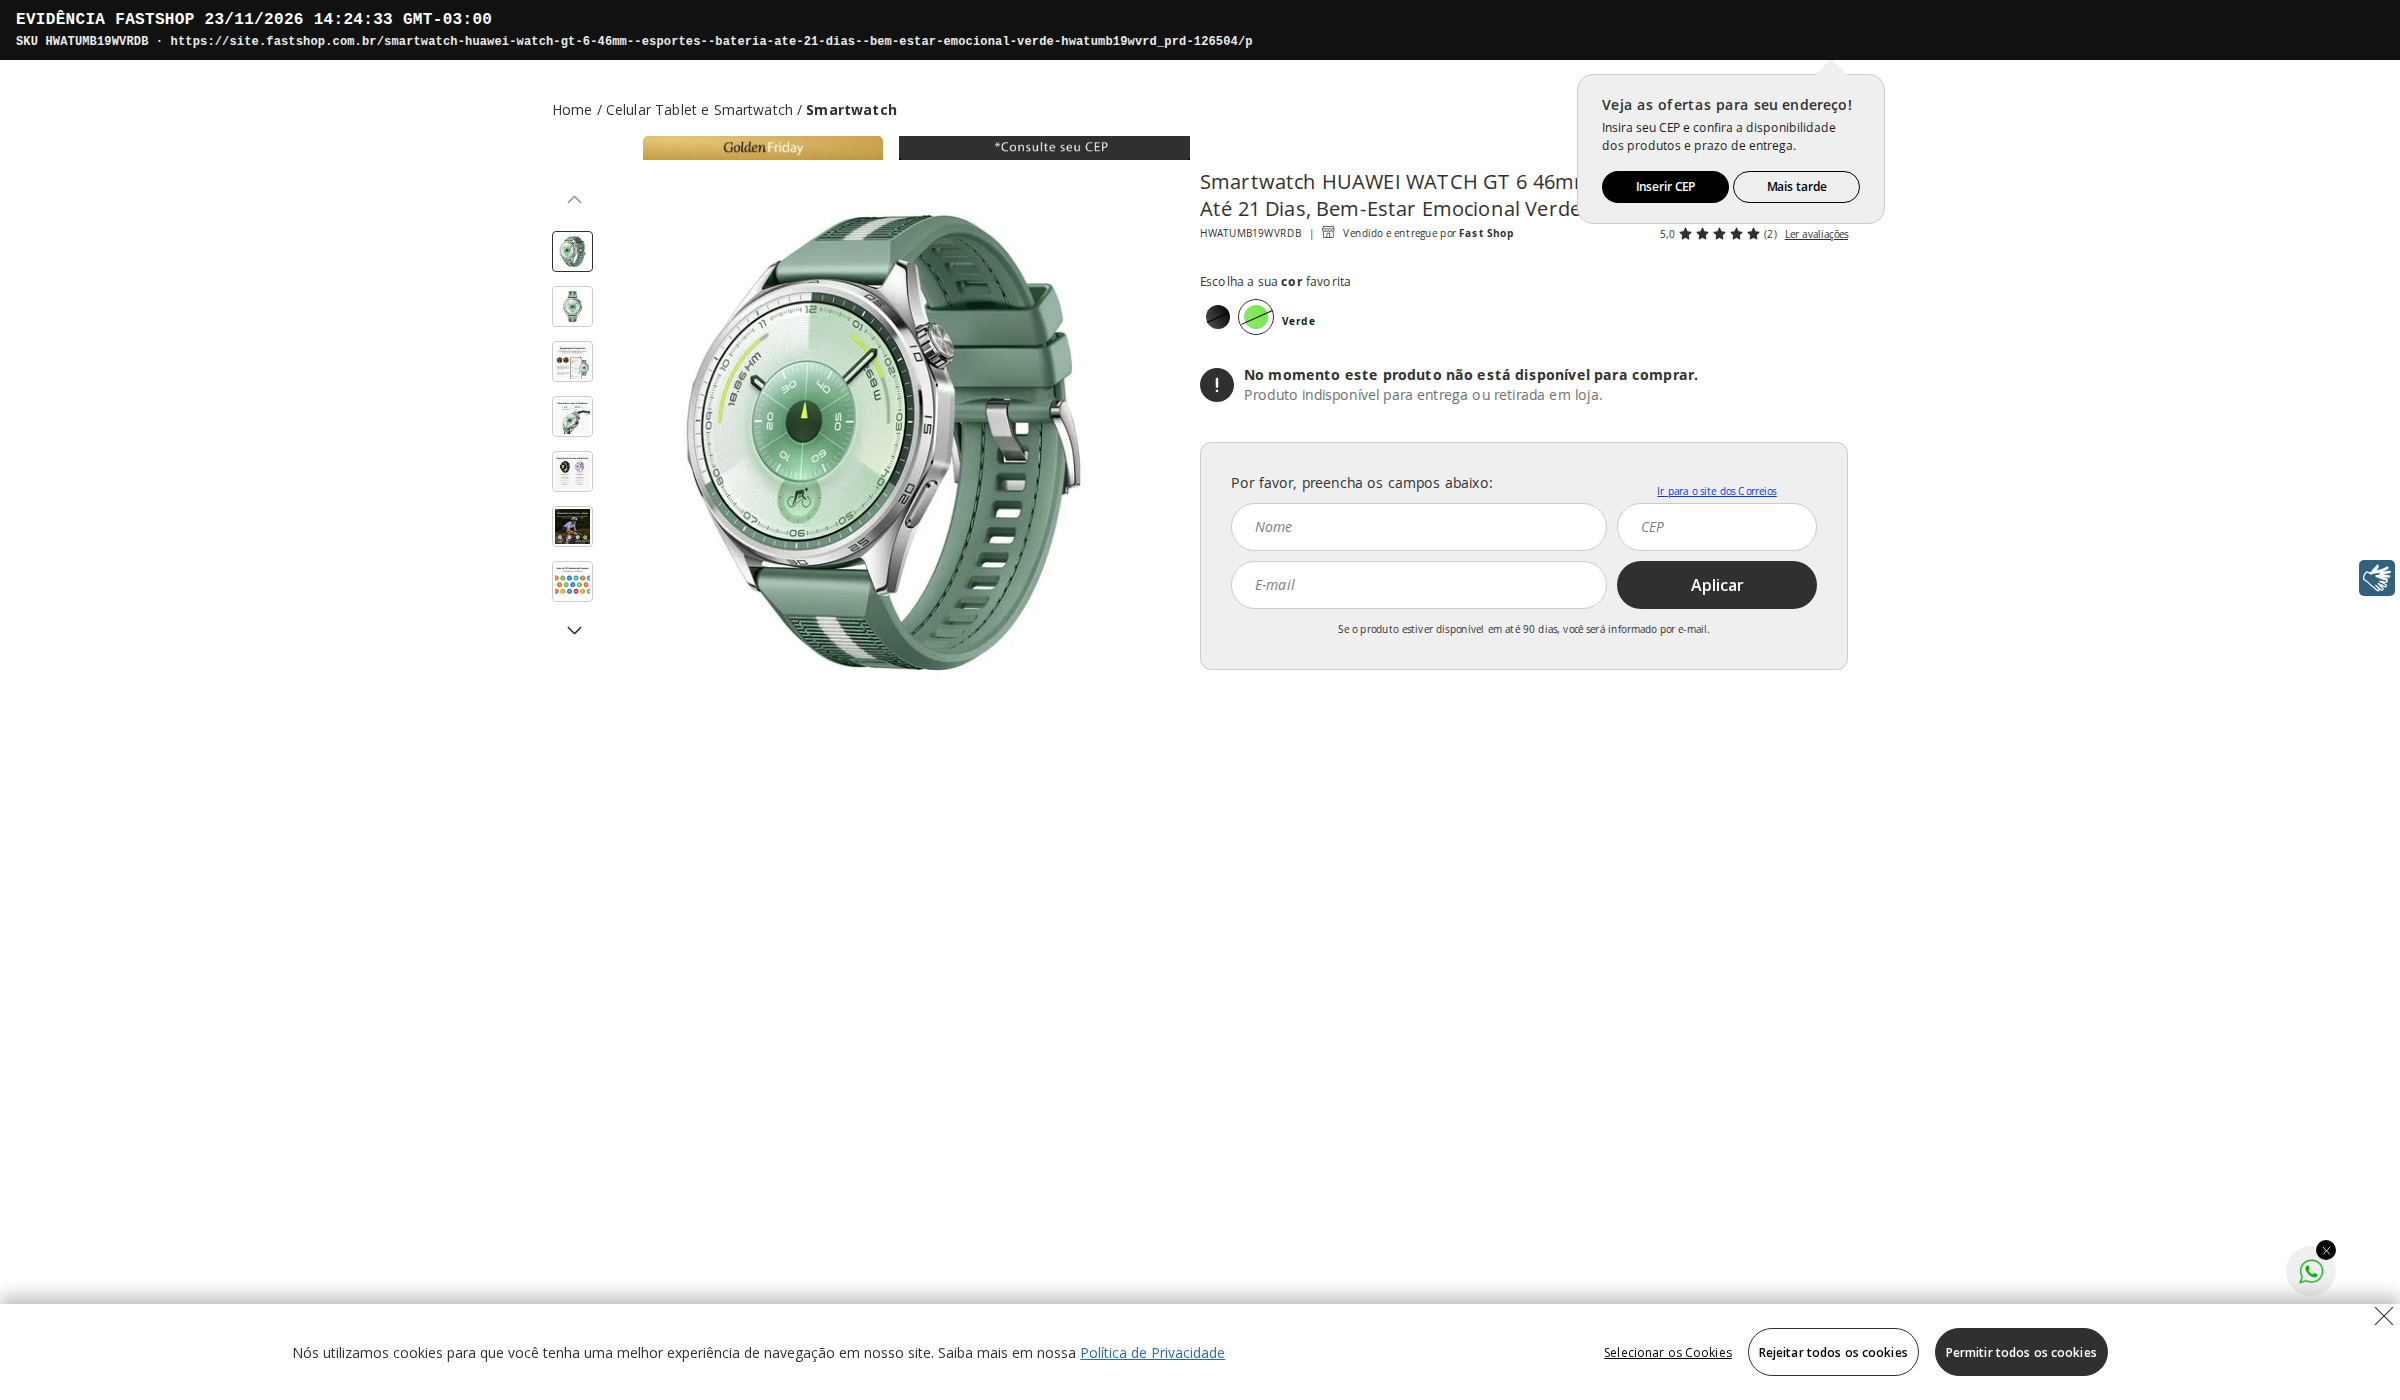 EVIDÊNCIA FASTSHOP 23/11/2026 14:24:33 GMT-03:00
SKU HWATUMB19WVRDB · https://site.fastshop.com.br/smartwatch-huawei-watch-gt-6-46mm--esportes--bateria-ate-21-dias--bem-estar-emocional-verde-hwatumb19wvrd_prd-126504/p
Home / Celular Tablet e Smartwatch / Smartwatch
Golden Friday
*Consulte seu CEP
Veja as ofertas para seu endereço!
Insira seu CEP e confira a disponibilidade
dos produtos e prazo de entrega.
Inserir CEP
Mais tarde
Smartwatch HUAWEI WATCH GT 6 46mm
Até 21 Dias, Bem-Estar Emocional Verde
HWATUMB19WVRDB | Vendido e entregue por Fast Shop
5,0 (2) Ler avaliações
Escolha a sua cor favorita
Verde
No momento este produto não está disponível para comprar.
Produto indisponível para entrega ou retirada em loja.
Por favor, preencha os campos abaixo:
Ir para o site dos Correios
Nome
CEP
E-mail
Aplicar
Se o produto estiver disponível em até 90 dias, você será informado por e-mail.
Nós utilizamos cookies para que você tenha uma melhor experiência de navegação em nosso site. Saiba mais em nossa Política de Privacidade
Selecionar os Cookies
Rejeitar todos os cookies
Permitir todos os cookies